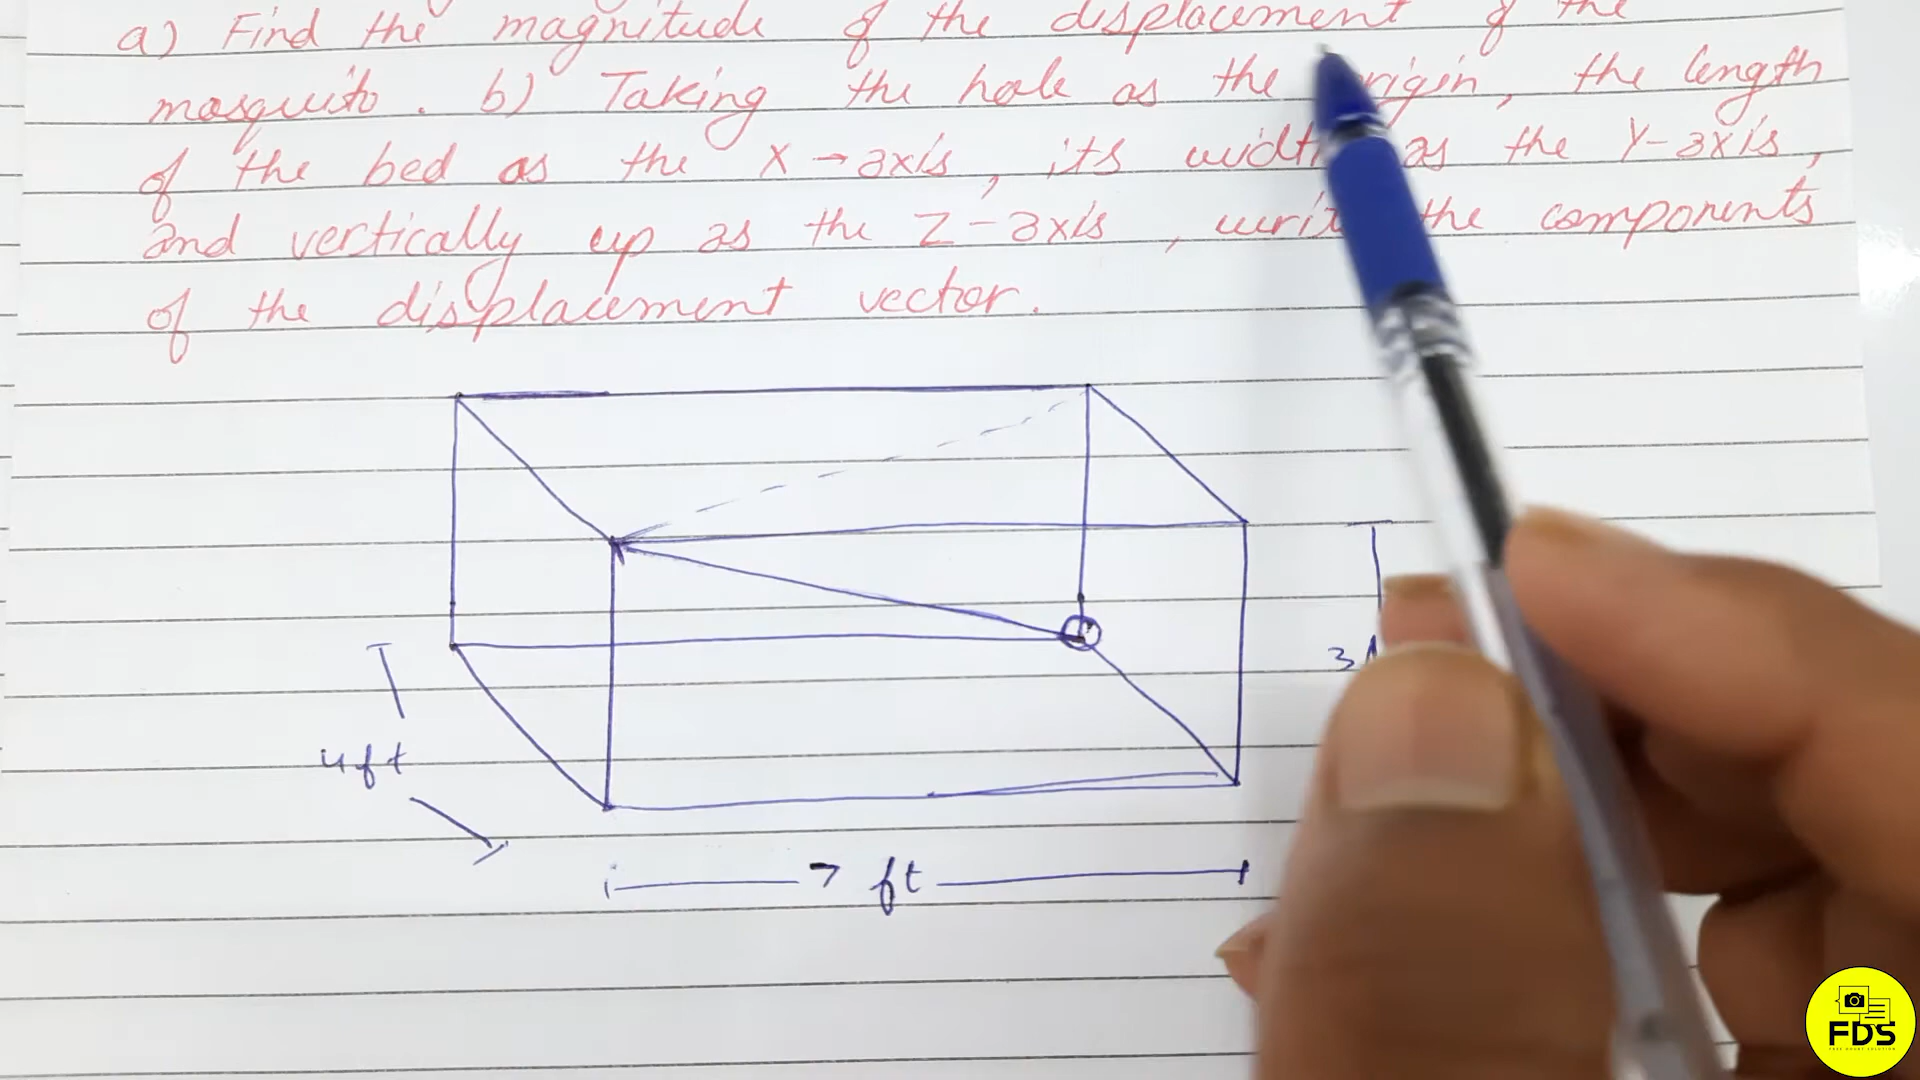 a) Find the magnitude of the displacement of the
mosquito. b) Taking the hole as the origin, the length
of the bed as the X-axis, its width as the Y-axis,
and vertically up as the Z-axis, write the components
of the displacement vector.
3
4ft
7 ft
FDS